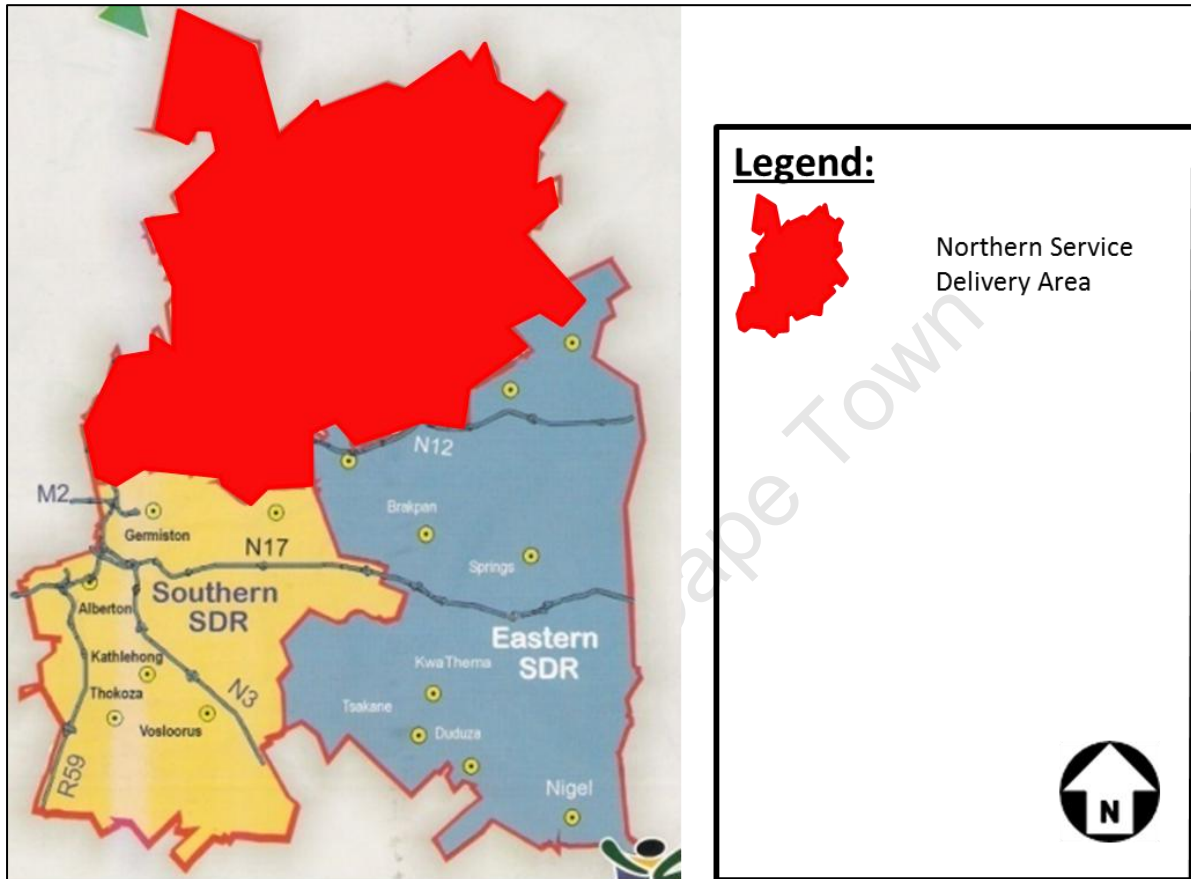 Legend:
Northern Service
Delivery Area
N12
M2
Brakpan
Germiston
N17
Springs
Southern
SDR
Alberton
Eastern
SDR
Kathlehong
KwaThema
Thokoza
N3
Tsakane
Vosloorus
Duduza
R59
Nigel
N
Cape Town